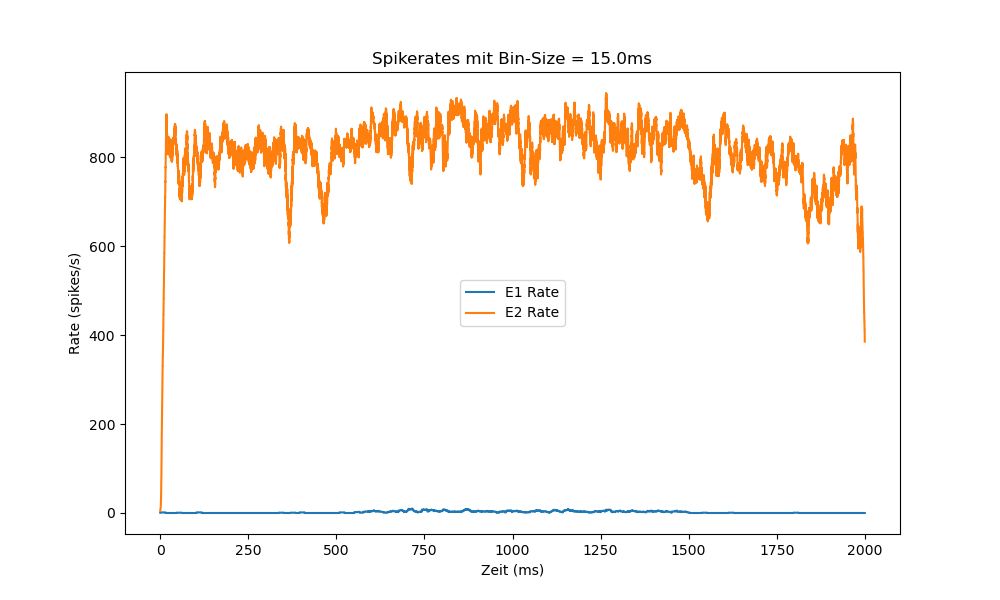 Spikerates mit Bin-Size = 15.0ms
Rate (spikes/s)
800
600
400
200
0
E1 Rate
E2 Rate
0 250 500 750 1000 1250 1500 1750 2000
Zeit (ms)